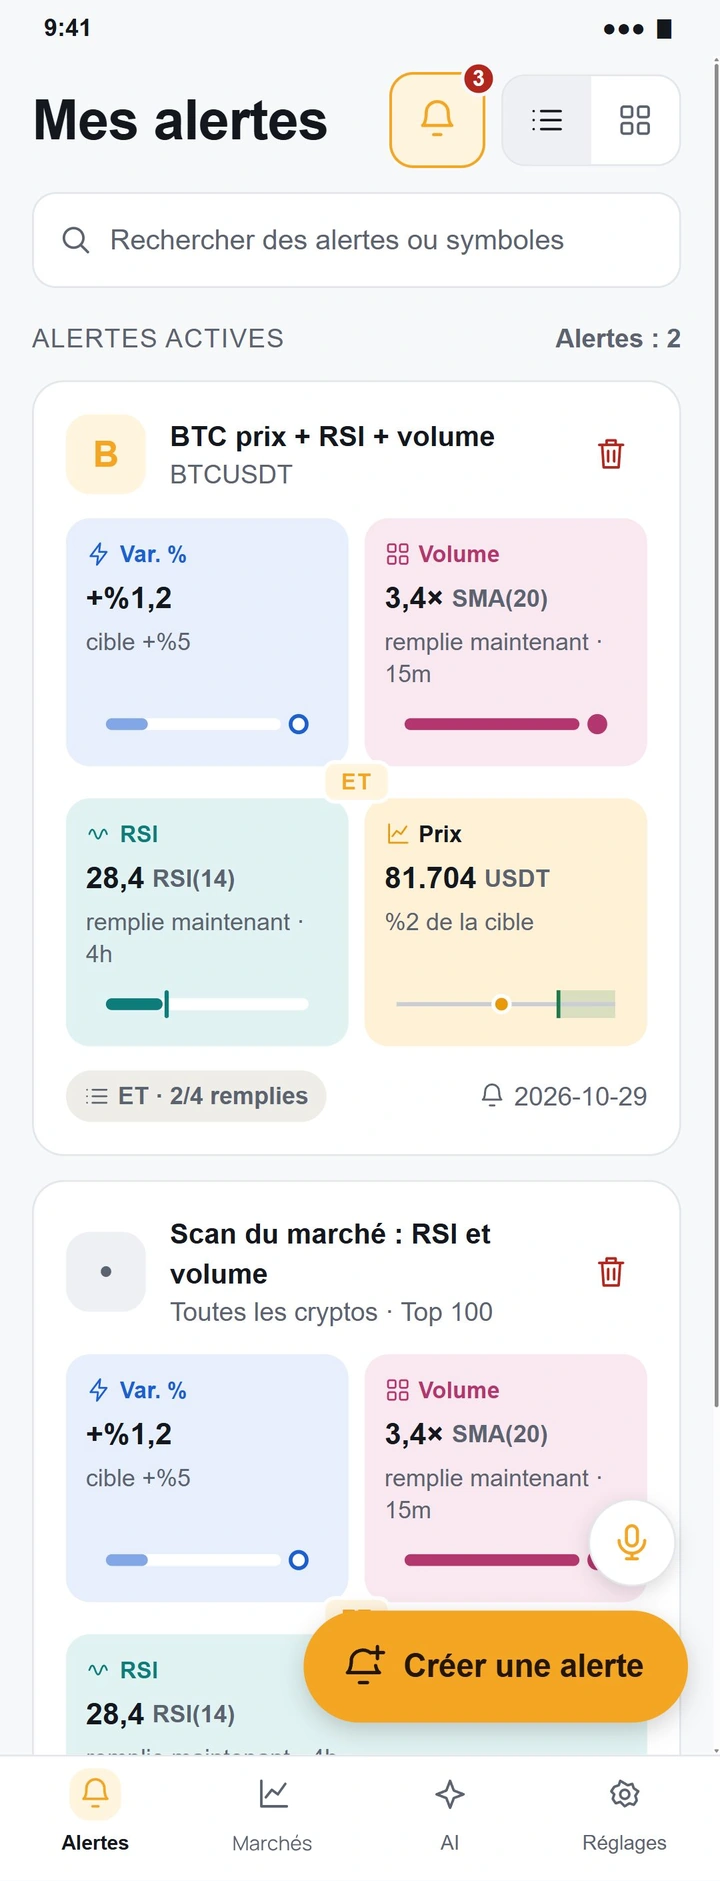 9:41
Mes alertes
3
Rechercher des alertes ou symboles
ALERTES ACTIVES
Alertes : 2
B
BTC prix + RSI + volume
BTCUSDT
Var. %
+%1,2
cible +%5
Volume
3,4× SMA(20)
remplie maintenant ·
15m
ET
RSI
28,4 RSI(14)
remplie maintenant ·
4h
Prix
81.704 USDT
%2 de la cible
ET · 2/4 remplies
2026-10-29
Scan du marché : RSI et
volume
Toutes les cryptos · Top 100
Var. %
+%1,2
cible +%5
Volume
3,4× SMA(20)
remplie maintenant ·
15m
RSI
28,4 RSI(14)
Créer une alerte
Alertes
Marchés
AI
Réglages